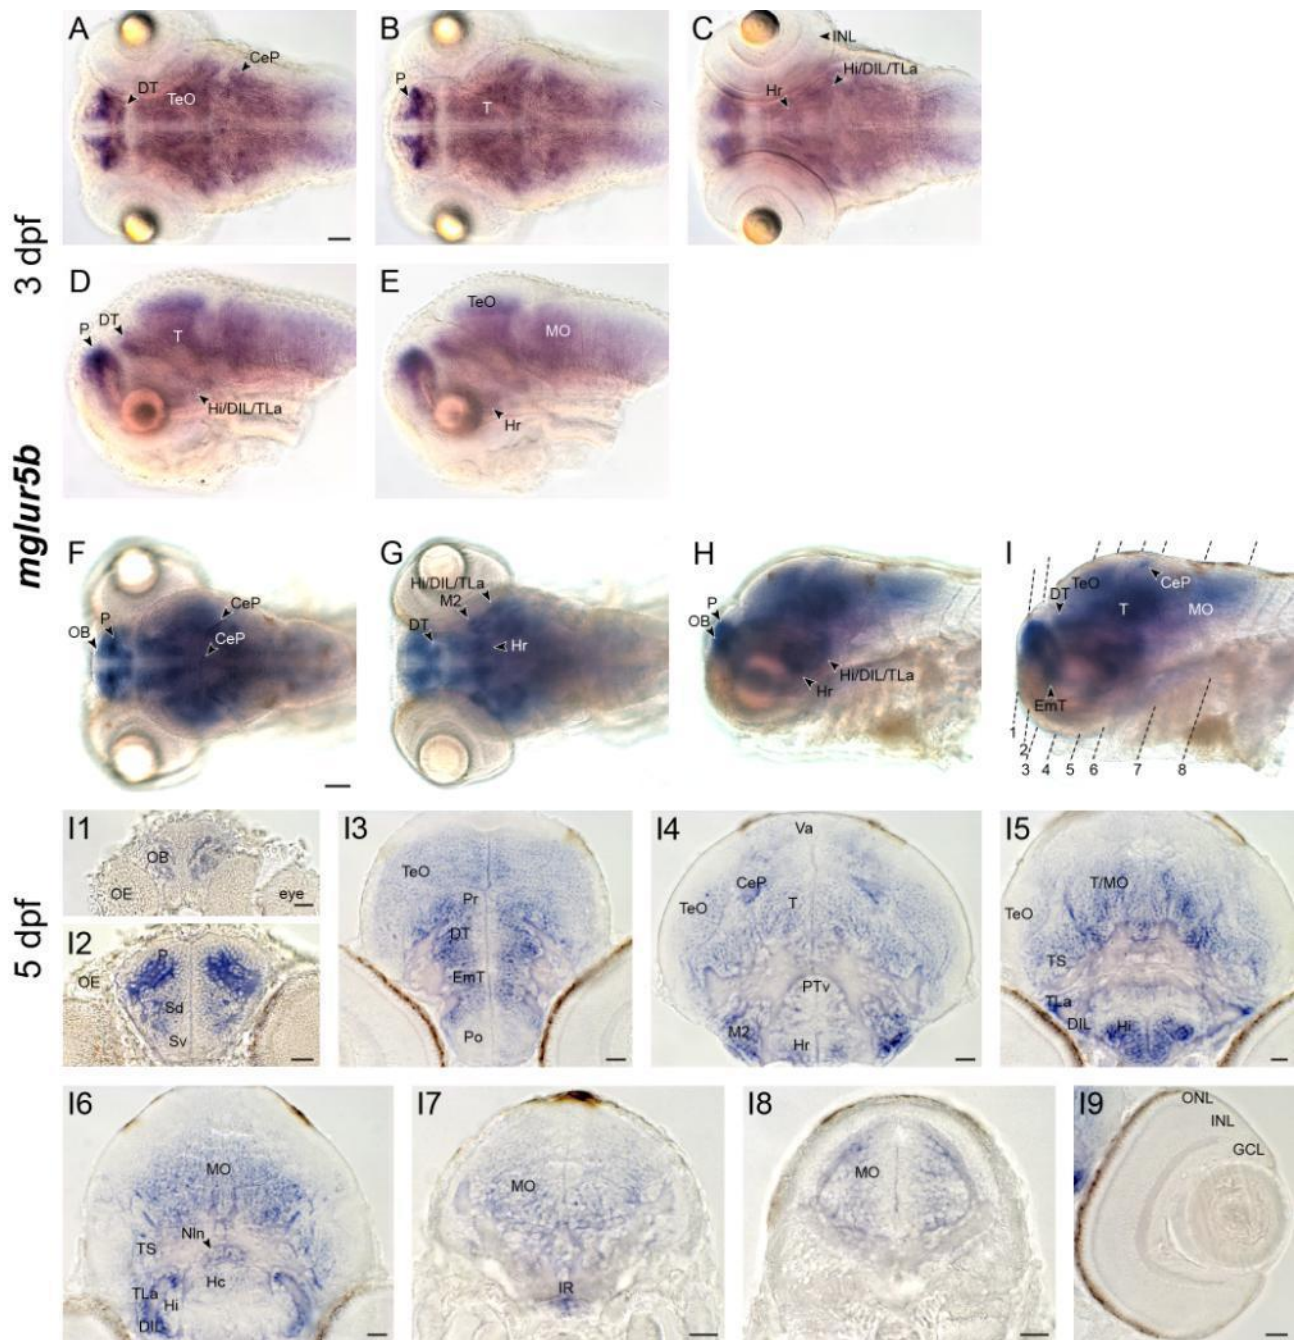 3 dpf
mglur5b
5 dpf
A
CeP
DT
TeO
B
P
T
C
INL
Hi/DIL/TLa
Hr
D
DT
P
T
Hi/DIL/TLa
E
TeO
MO
Hr
F
CeP
P
OB
CeP
G
Hi/DIL/TLa
M2
DT
Hr
H
P
OB
Hi/DIL/TLa
Hr
I
TeO
CeP
DT
T
MO
EmT
1
2
3
4
5
6
7
8
I1
OB
OE
eye
I2
P
OE
Sd
Sv
I3
TeO
Pr
DT
EmT
Po
I4
Va
CeP
TeO
T
PTv
M2
Hr
I5
T/MO
TeO
TS
TLa
DIL
Hi
I6
MO
Nln
TS
Hc
TLa
Hi
DIL
I7
MO
IR
I8
MO
I9
ONL
INL
GCL